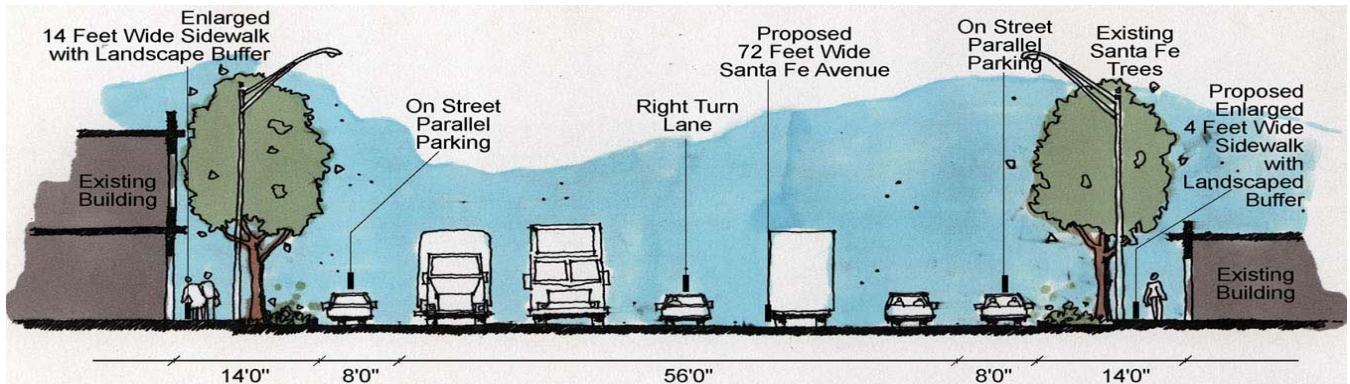 Enlarged
14 Feet Wide Sidewalk
with Landscape Buffer
On Street
Parallel
Parking
Existing
Building
Right Turn
Lane
Proposed
72 Feet Wide
Santa Fe Avenue
On Street
Parallel
Parking
Existing
Santa Fe
Trees
Proposed
Enlarged
4 Feet Wide
Sidewalk
with
Landscaped
Buffer
Existing
Building
14'0" 8'0" 56'0" 8'0" 14'0"